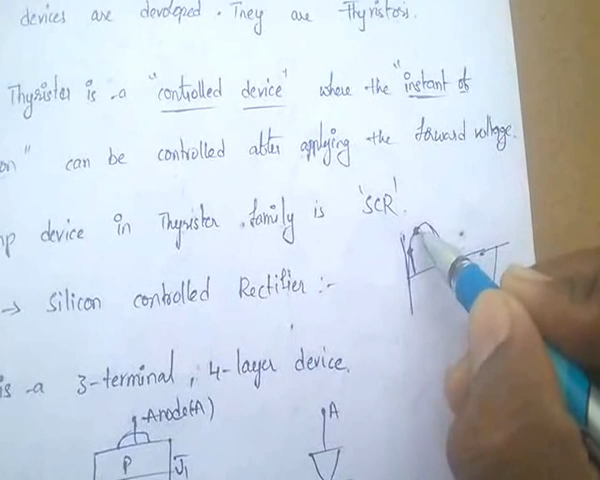 devices are developed. They are Thyristors.
Thyrister is a "controlled device" where the "instant of
on" can be controlled after applying the forward voltage.
device in Thyrister family is 'SCR'.
→ Silicon controlled Rectifier :-
is a 3-terminal, 4-layer device.
Anode(A)
A
P
J1